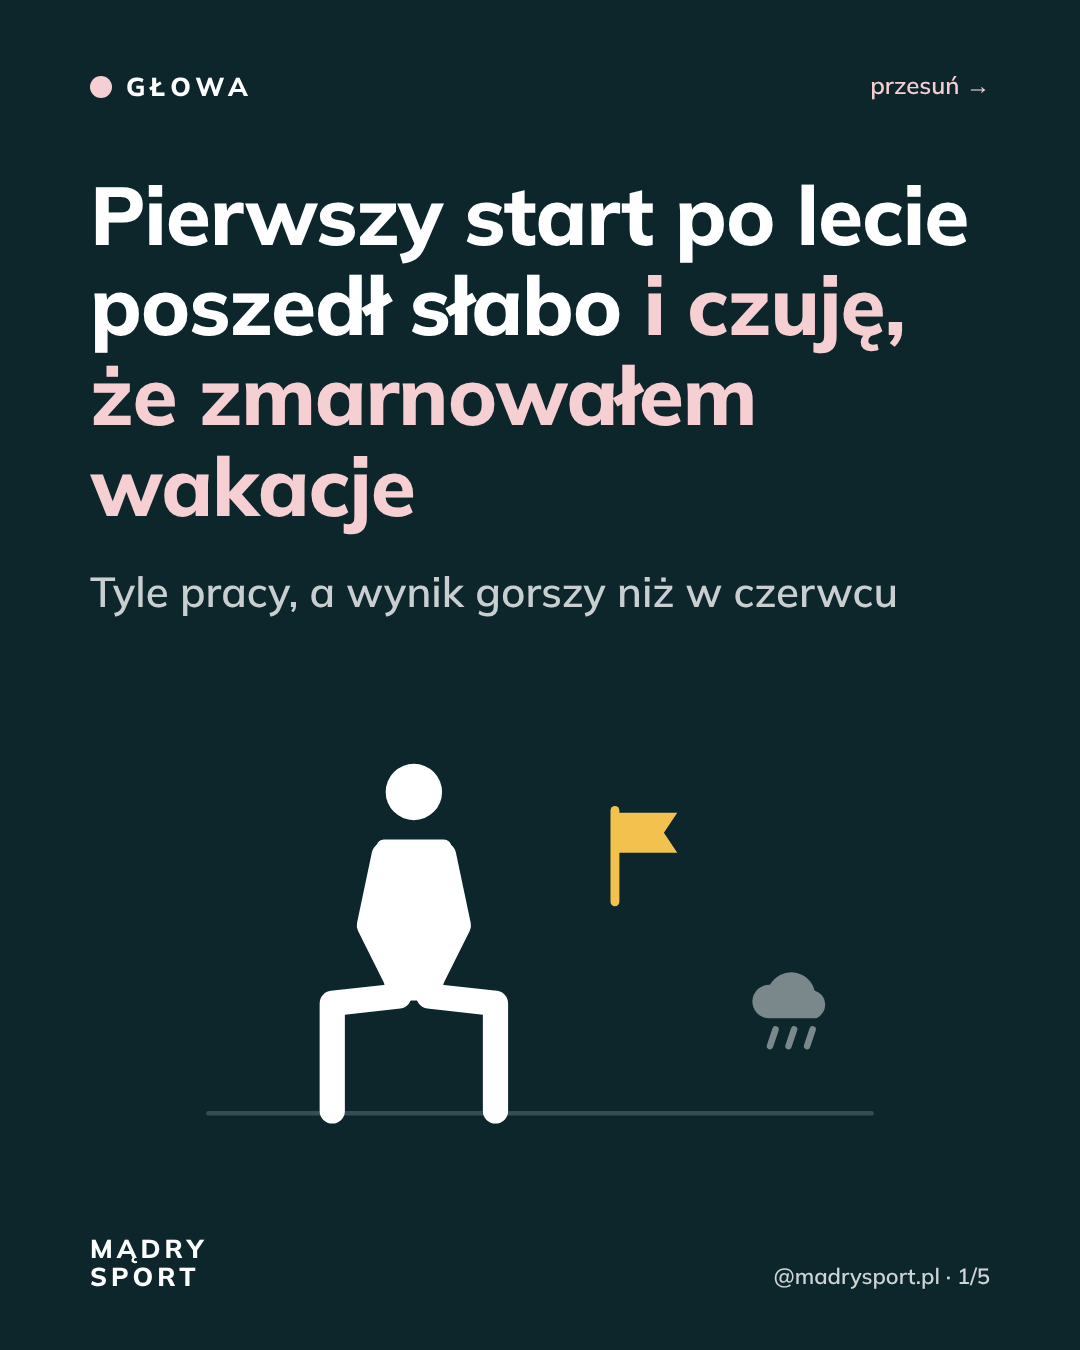 GŁOWA
przesuń →
Pierwszy start po lecie
poszedł słabo i czuję,
że zmarnowałem
wakacje
Tyle pracy, a wynik gorszy niż w czerwcu
MĄDRY
SPORT
@madrysport.pl · 1/5